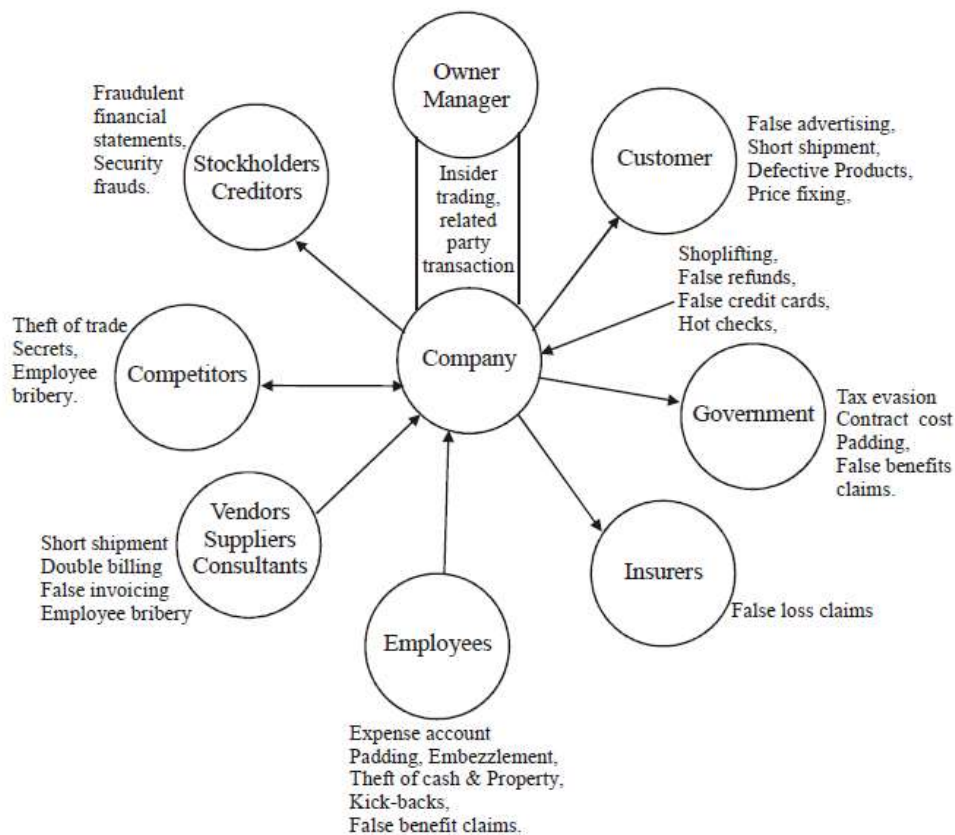 Owner
Manager
Fraudulent
financial
statements,
Security
frauds.
Stockholders
Creditors
Insider
trading,
related
party
transaction
Customer
False advertising,
Short shipment,
Defective Products,
Price fixing,
Shoplifting,
False refunds,
False credit cards,
Hot checks,
Theft of trade
Secrets,
Employee
bribery.
Competitors
Company
Government
Tax evasion
Contract cost
Padding,
False benefits
claims.
Short shipment
Double billing
False invoicing
Employee bribery
Vendors
Suppliers
Consultants
Insurers
False loss claims
Employees
Expense account
Padding, Embezzlement,
Theft of cash & Property,
Kick-backs,
False benefit claims.